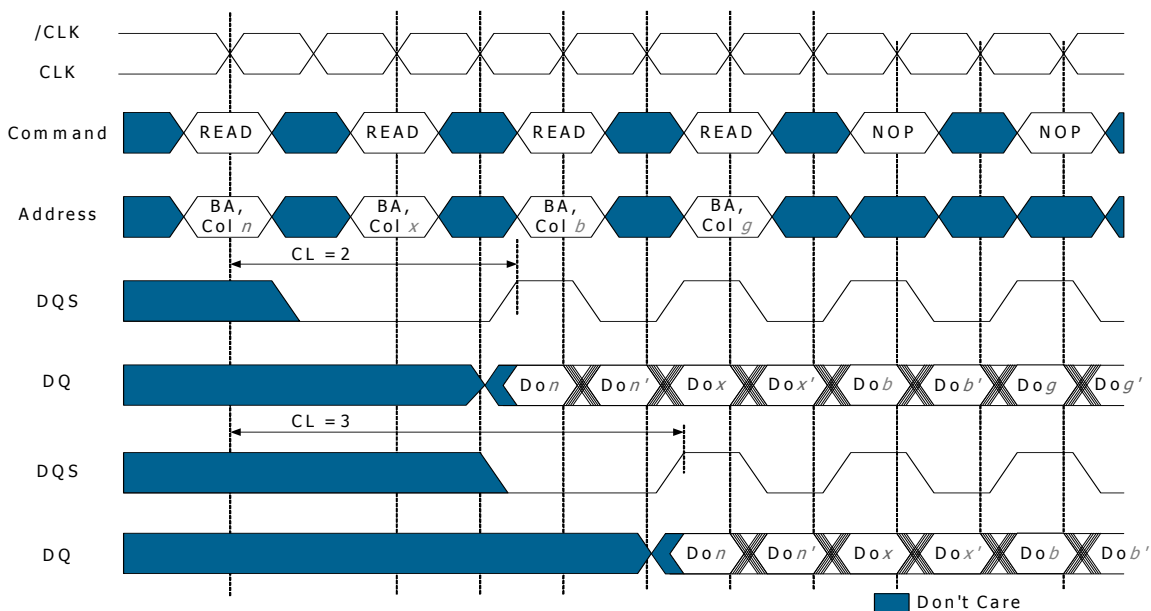 /CLK
CLK
Command READ READ READ READ NOP NOP
Address BA, BA, BA, BA,
Col n Col x Col b Col g
CL = 2
DQS
DQ Do n Do n' Do x Do x' Do b Do b' Do g Do g'
CL = 3
DQS
DQ Do n Do n' Do x Do x' Do b Do b'
Don't Care